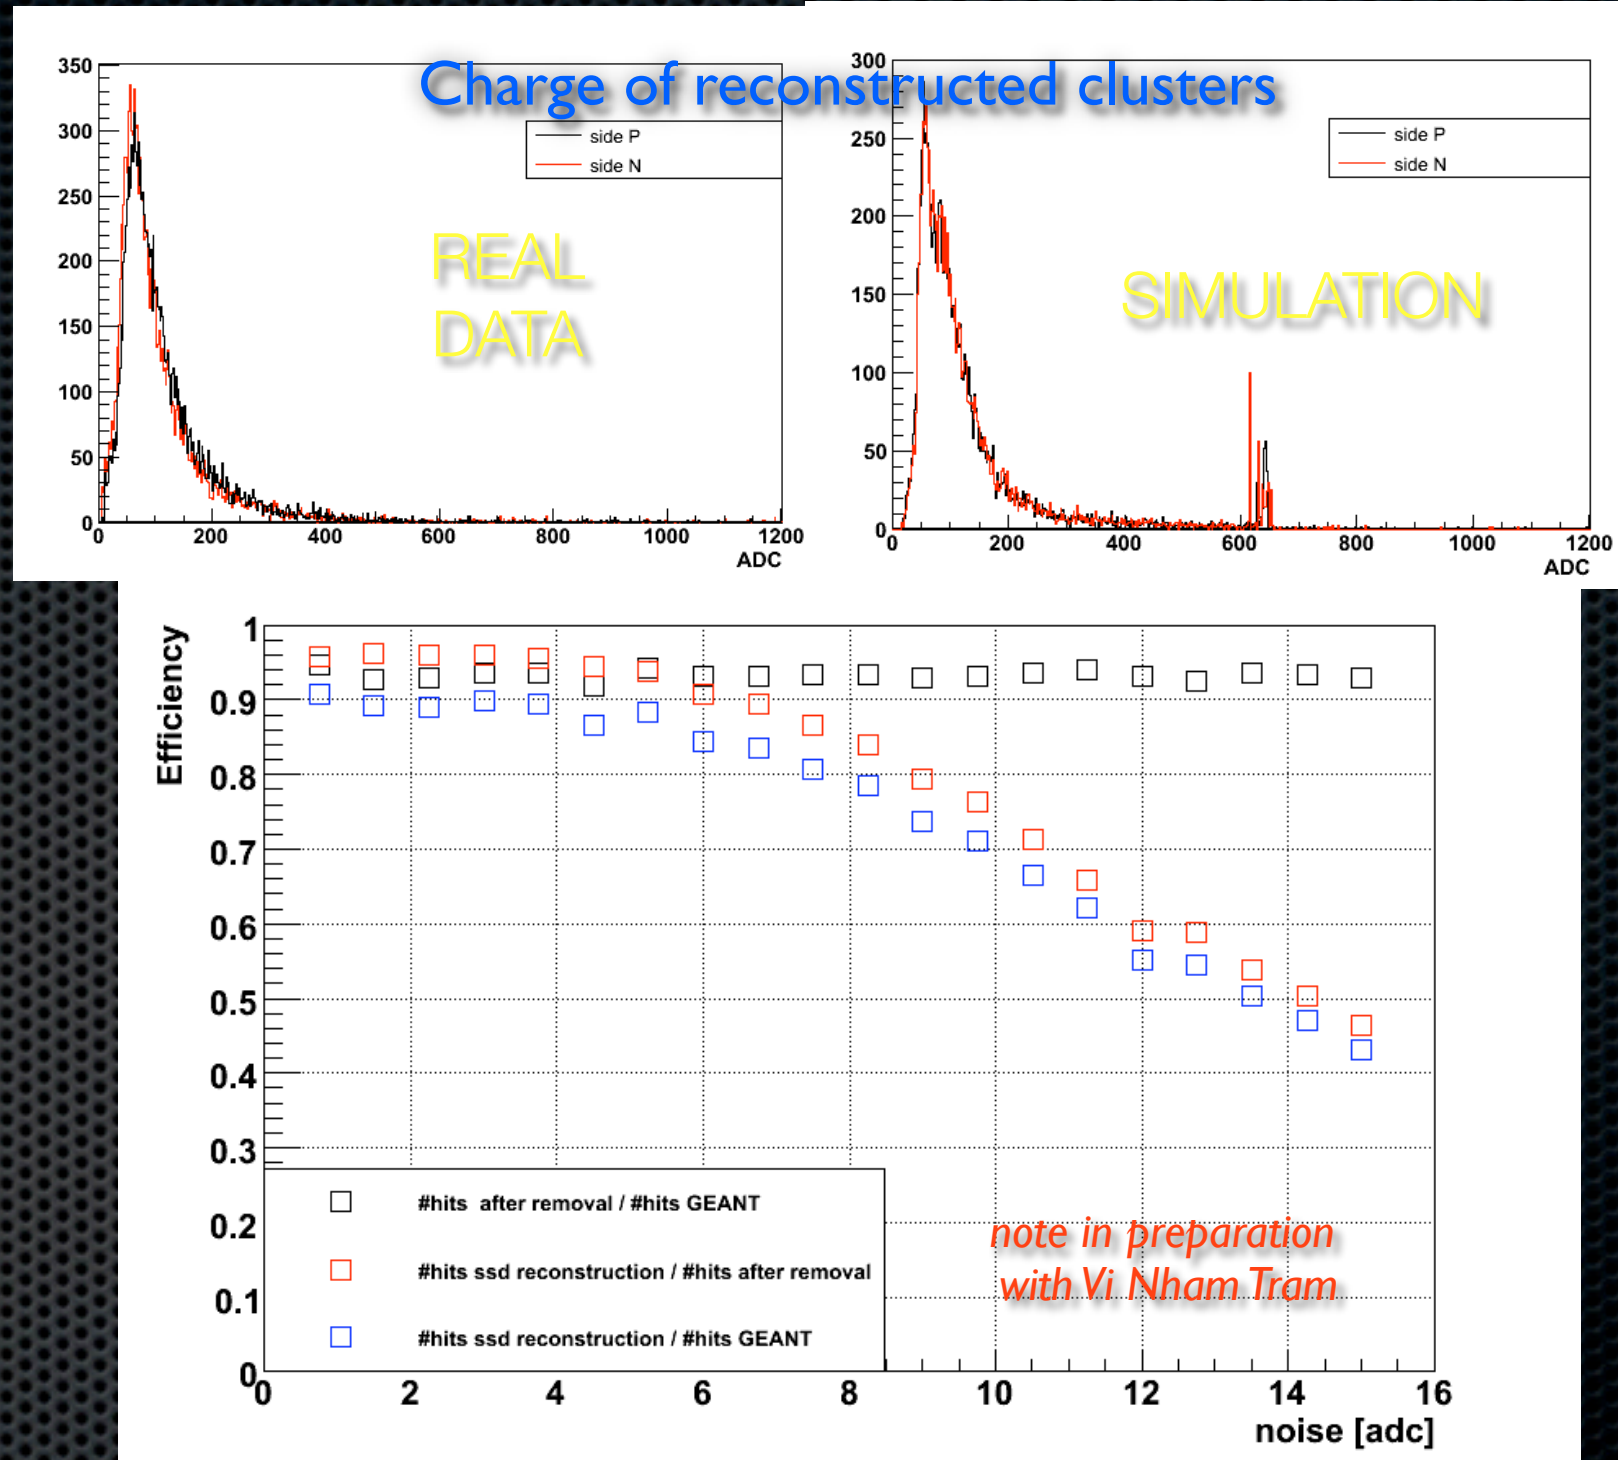 Charge of reconstructed clusters
350
300
250
200
150
100
50
0
0 200 400 600 800 1000 1200
ADC
side P
side N
REAL
DATA
300
250
200
150
100
50
0
0 200 400 600 800 1000 1200
ADC
side P
side N
SIMULATION
Efficiency
1
0.9
0.8
0.7
0.6
0.5
0.4
0.3
0.2
0.1
0
0 2 4 6 8 10 12 14 16
noise [adc]
#hits after removal / #hits GEANT
#hits ssd reconstruction / #hits after removal
#hits ssd reconstruction / #hits GEANT
note in preparation
with Vi Nham Tram